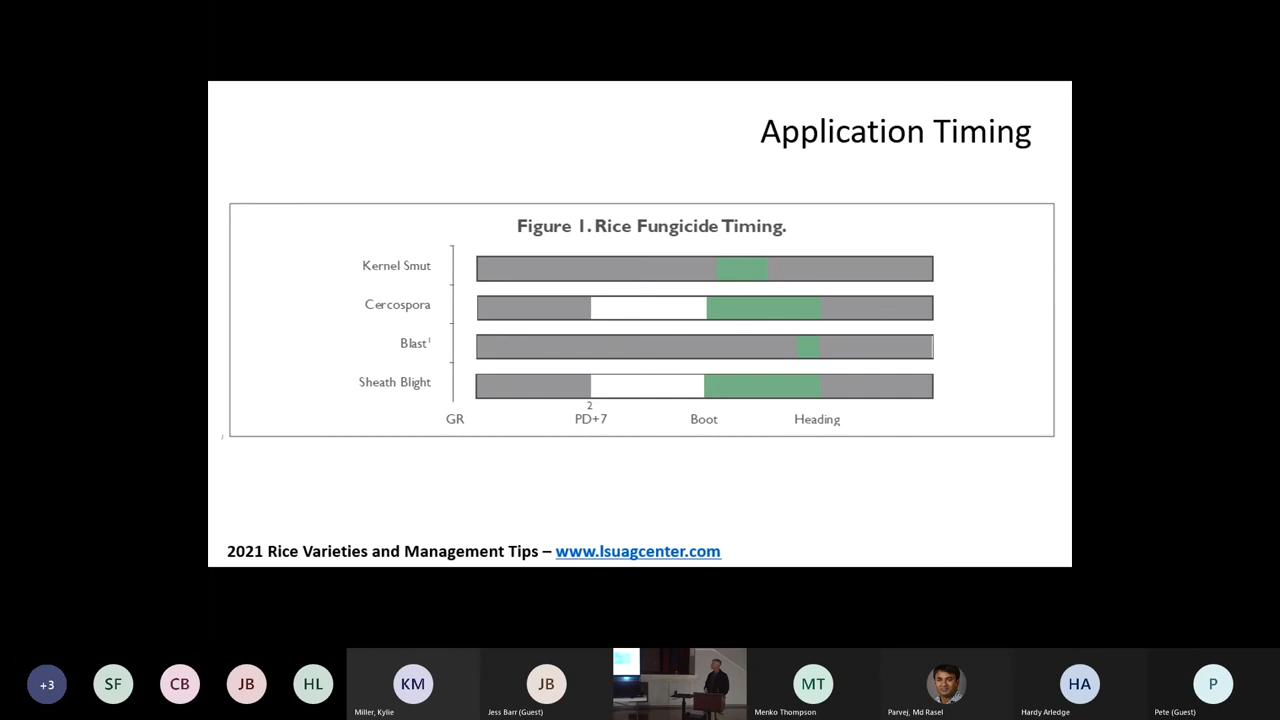 Application Timing
Figure 1. Rice Fungicide Timing.
Kernel Smut
Cercospora
Blast¹
Sheath Blight
2
GR PD+7 Boot Heading
2021 Rice Varieties and Management Tips – www.lsuagcenter.com
+3 SF CB JB HL KM JB MT HA P
Miller, Kylie Jess Barr (Guest) Menko Thompson Parvej, Md Rasel Hardy Arledge Pete (Guest)